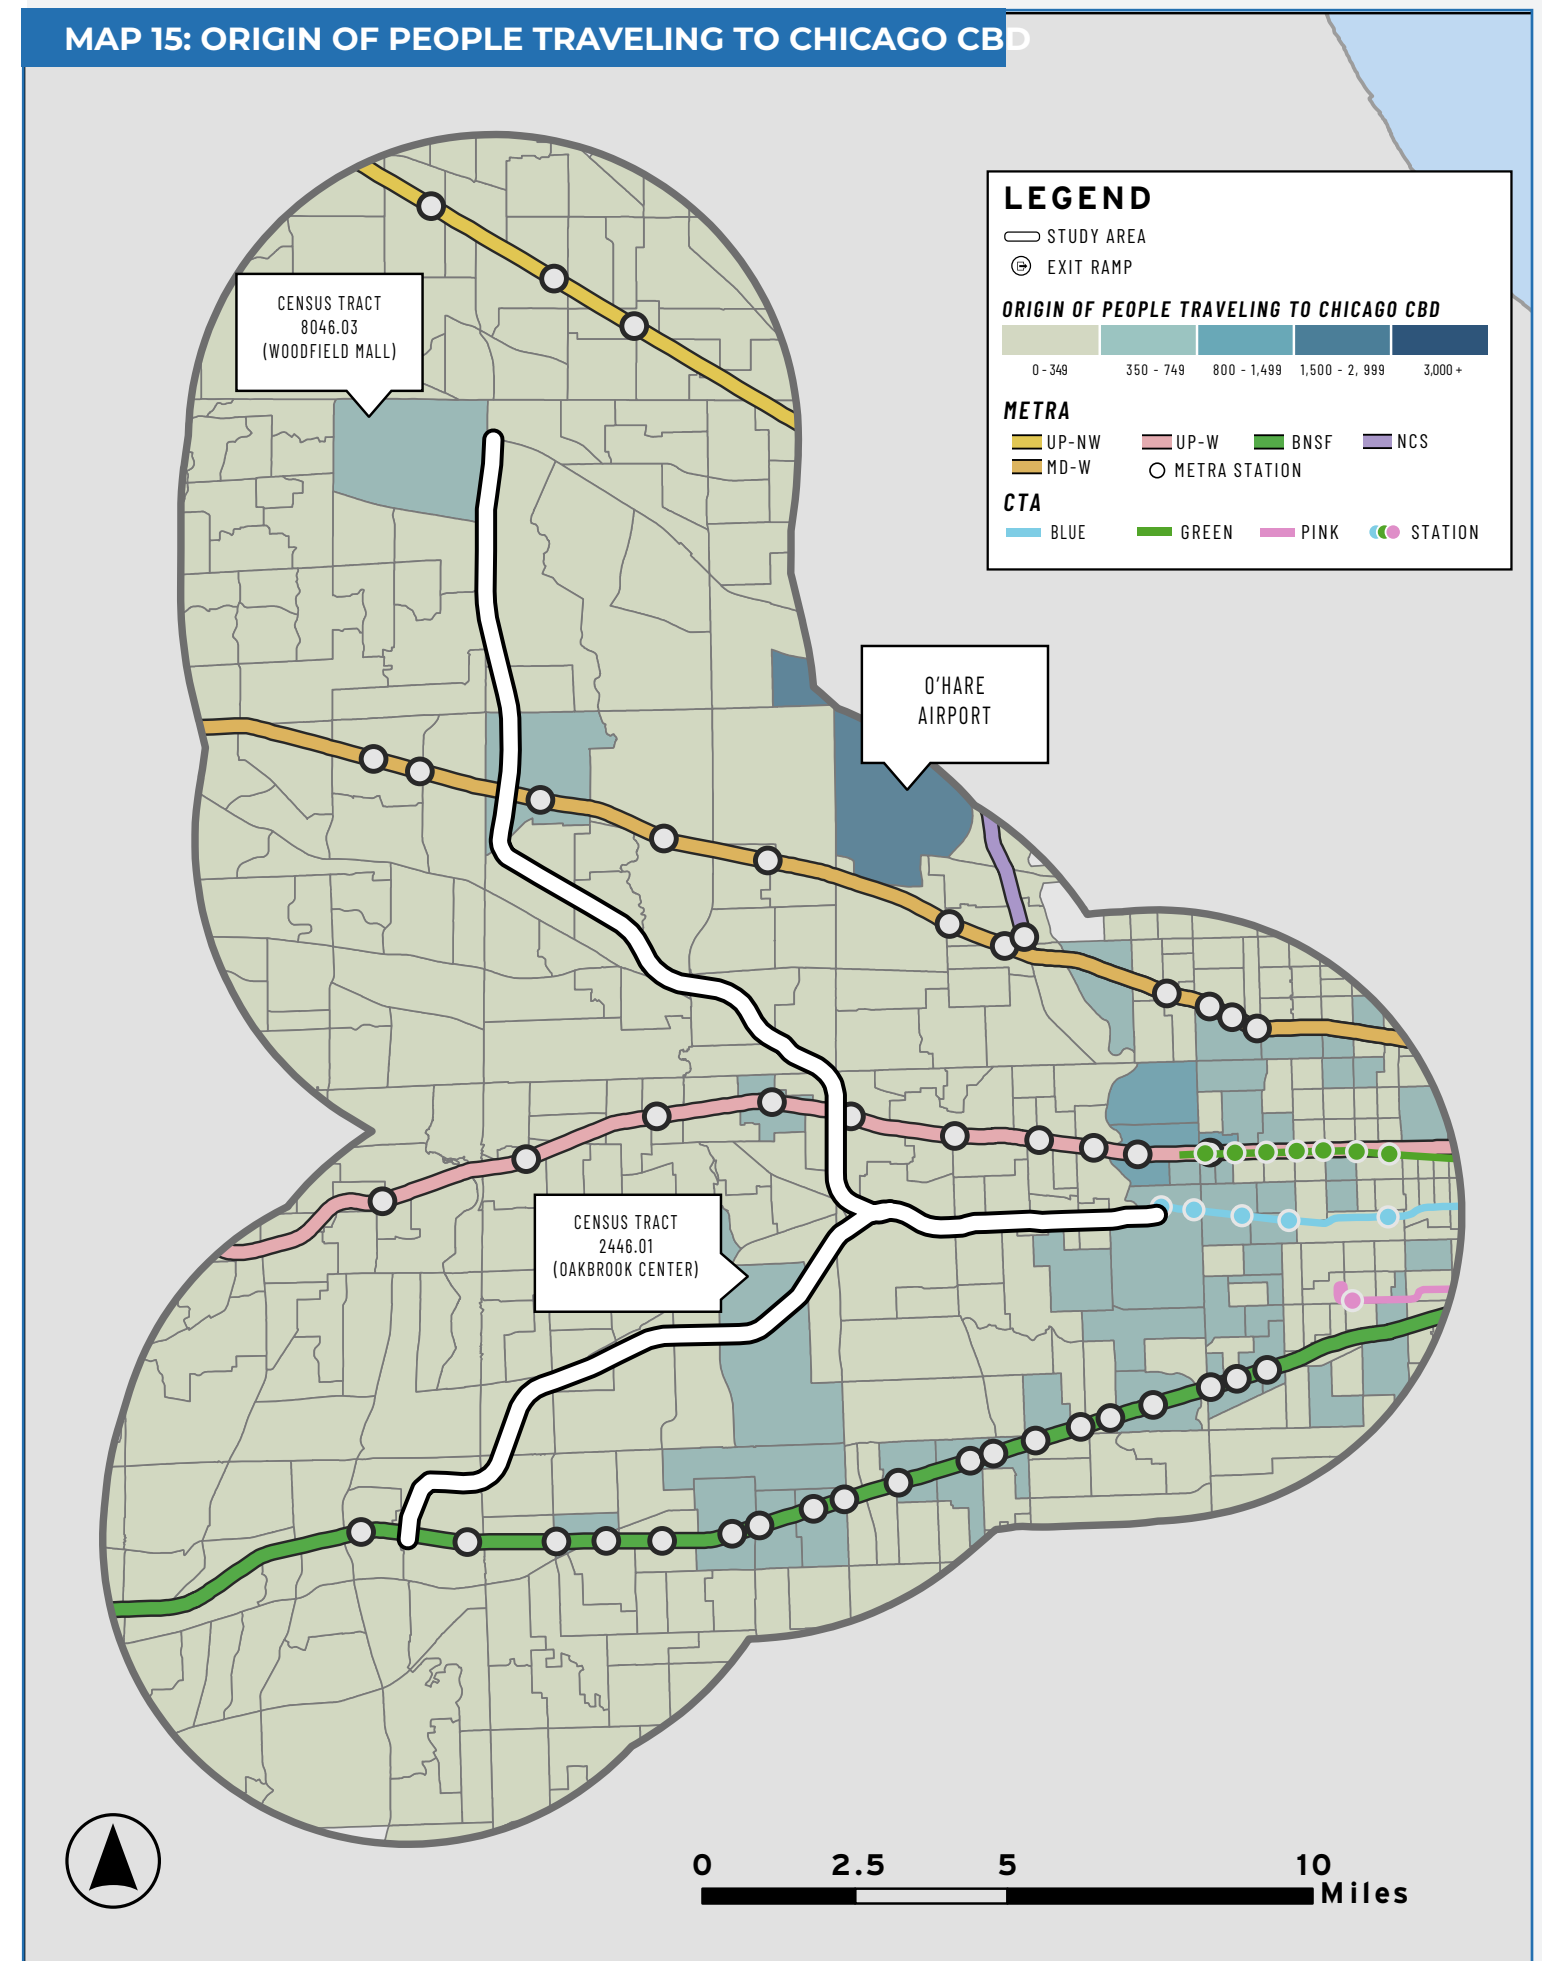 MAP 15: ORIGIN OF PEOPLE TRAVELING TO CHICAGO CBD
LEGEND
STUDY AREA
EXIT RAMP
ORIGIN OF PEOPLE TRAVELING TO CHICAGO CBD
0 - 349
350 - 749
800 - 1,499
1,500 - 2, 999
3,000 +
METRA
UP-NW
UP-W
BNSF
NCS
MD-W
METRA STATION
CTA
BLUE
GREEN
PINK
STATION
CENSUS TRACT
8046.03
(WOODFIELD MALL)
O'HARE
AIRPORT
CENSUS TRACT
2446.01
(OAKBROOK CENTER)
0
2.5
5
10
Miles